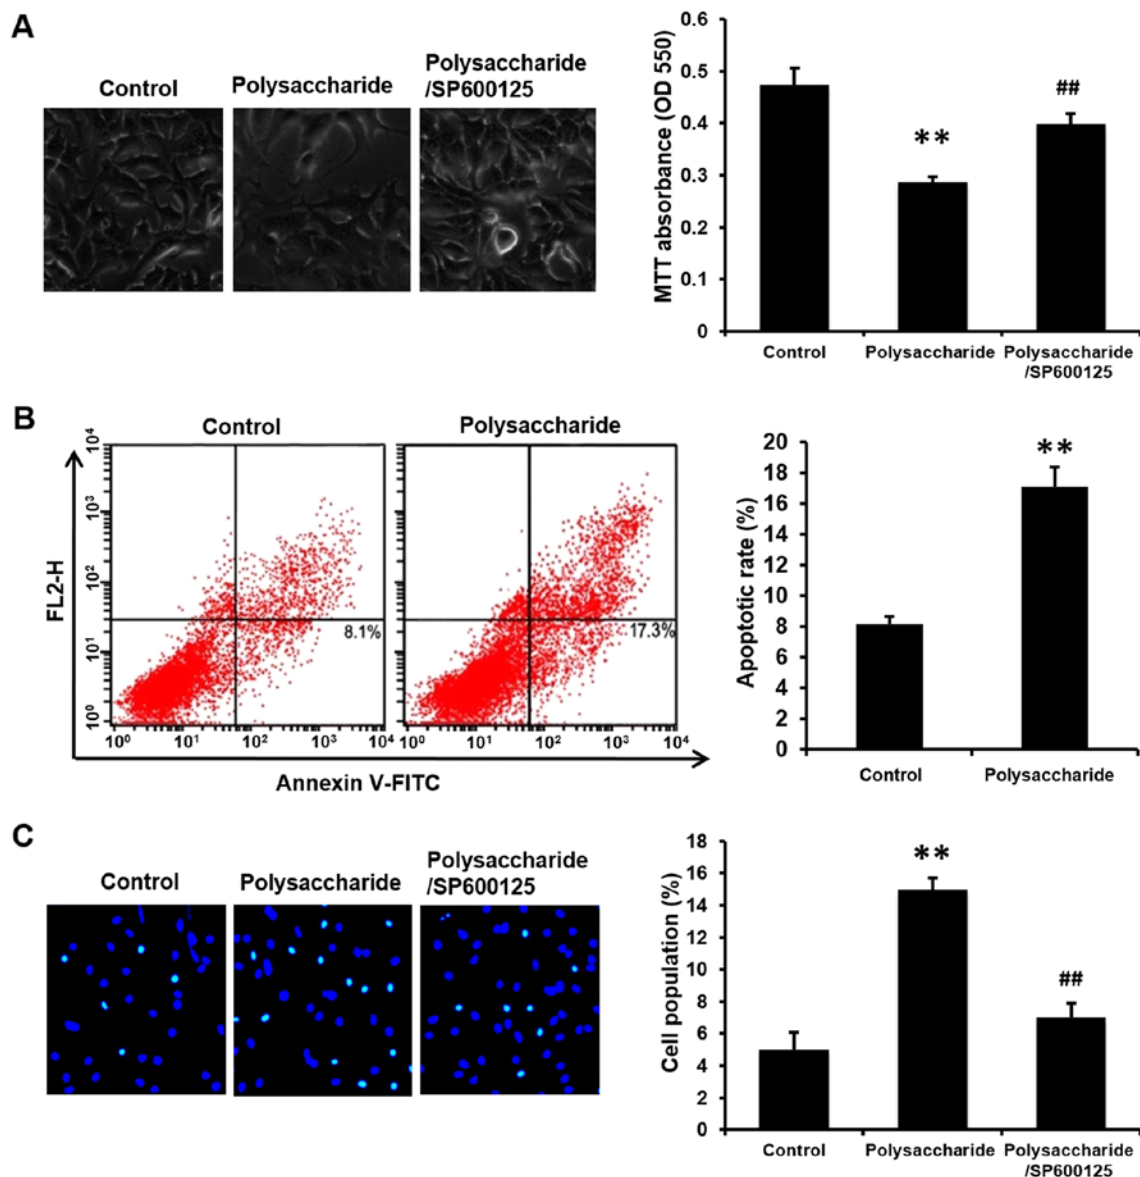 A
Control
Polysaccharide
Polysaccharide
/SP600125
MTT absorbance (OD 550)
0.6
0.5
0.4
0.3
0.2
0.1
0
**
##
Control
Polysaccharide
Polysaccharide
/SP600125
B
Control
Polysaccharide
FL2-H
10⁴
10³
10²
10¹
10⁰
8.1%
17.3%
10⁰ 10¹ 10² 10³ 10⁴
10⁰ 10¹ 10² 10³ 10⁴
Annexin V-FITC
Apoptotic rate (%)
20
18
16
14
12
10
8
6
4
2
0
**
Control
Polysaccharide
C
Control
Polysaccharide
Polysaccharide
/SP600125
Cell population (%)
18
16
14
12
10
8
6
4
2
0
**
##
Control
Polysaccharide
Polysaccharide
/SP600125